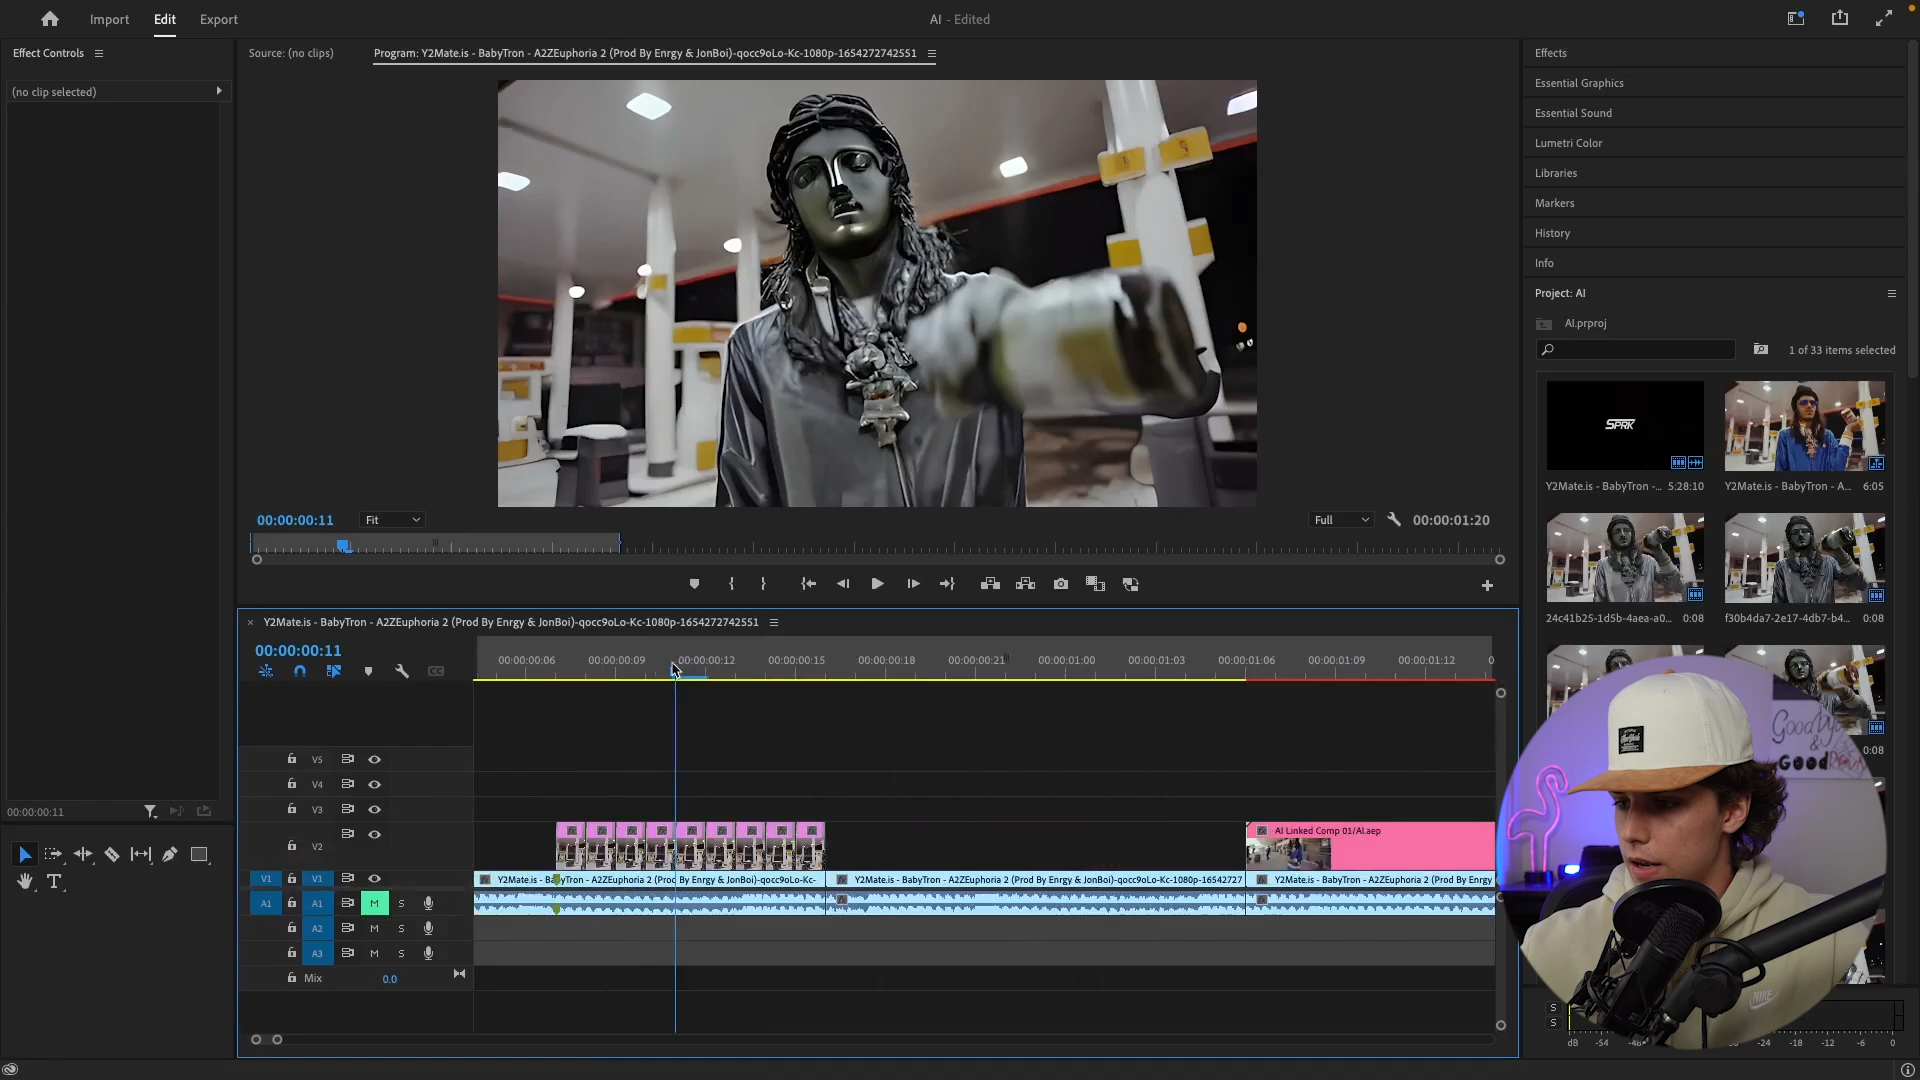 Import
Edit
Export
AI - Edited
Effect Controls
(no clip selected)
Source: (no clips)
Program: Y2Mate.is - BabyTron - A2ZEuphoria 2 (Prod By Enrgy & JonBoi)-qocc9oLo-Kc-1080p-1654272742551
Effects
Essential Graphics
Essential Sound
Lumetri Color
Libraries
Markers
History
Info
Project: AI
AI.prproj
1 of 33 items selected
SPRK
Y2Mate.is - BabyTron -... 5:28:10
Y2Mate.is - BabyTron - A... 6:05
24c41b25-1d5b-4aea-a0... 0:08
f30b4da7-2e17-4db7-b4... 0:08
0:08
00:00:00:11
Fit
Full
00:00:01:20
Y2Mate.is - BabyTron - A2ZEuphoria 2 (Prod By Enrgy & JonBoi)-qocc9oLo-Kc-1080p-1654272742551
00:00:00:11
00:00:00:06 00:00:00:09 00:00:00:12 00:00:00:15 00:00:00:18 00:00:00:21 00:00:01:00 00:00:01:03 00:00:01:06 00:00:01:09 00:00:01:12 0
V5
V4
V3
V2
fx AI Linked Comp 01/AI.aep
V1 V1
Y2Mate.is - BabyTron - A2ZEuphoria 2 (Prod By Enrgy & JonBoi)-qocc9oLo-Kc-
Y2Mate.is - BabyTron - A2ZEuphoria 2 (Prod By Enrgy & JonBoi)-qocc9oLo-Kc-1080p-16542727
Y2Mate.is - BabyTron - A2ZEuphoria 2 (Prod By Enrgy
A1 A1 M S
A2 M S
A3 M S
Mix 0.0
00:00:00:11
GoodVybes
&
Good
NIKE
S
S
dB -54 -48 -24 -18 -12 -6 0